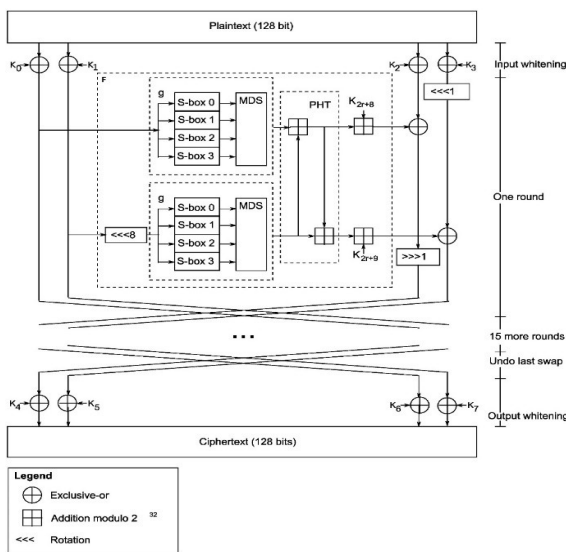 Plaintext (128 bit)
K0
K1
K2
K3
Input whitening
F
<<<1
g
S-box 0
S-box 1
S-box 2
S-box 3
MDS
PHT
K2r+8
One round
g
S-box 0
S-box 1
S-box 2
S-box 3
MDS
<<<8
K2r+9
>>>1
...
15 more rounds
Undo last swap
K4
K5
K6
K7
Output whitening
Ciphertext (128 bits)
Legend
Exclusive-or
Addition modulo 2 32
<<< Rotation